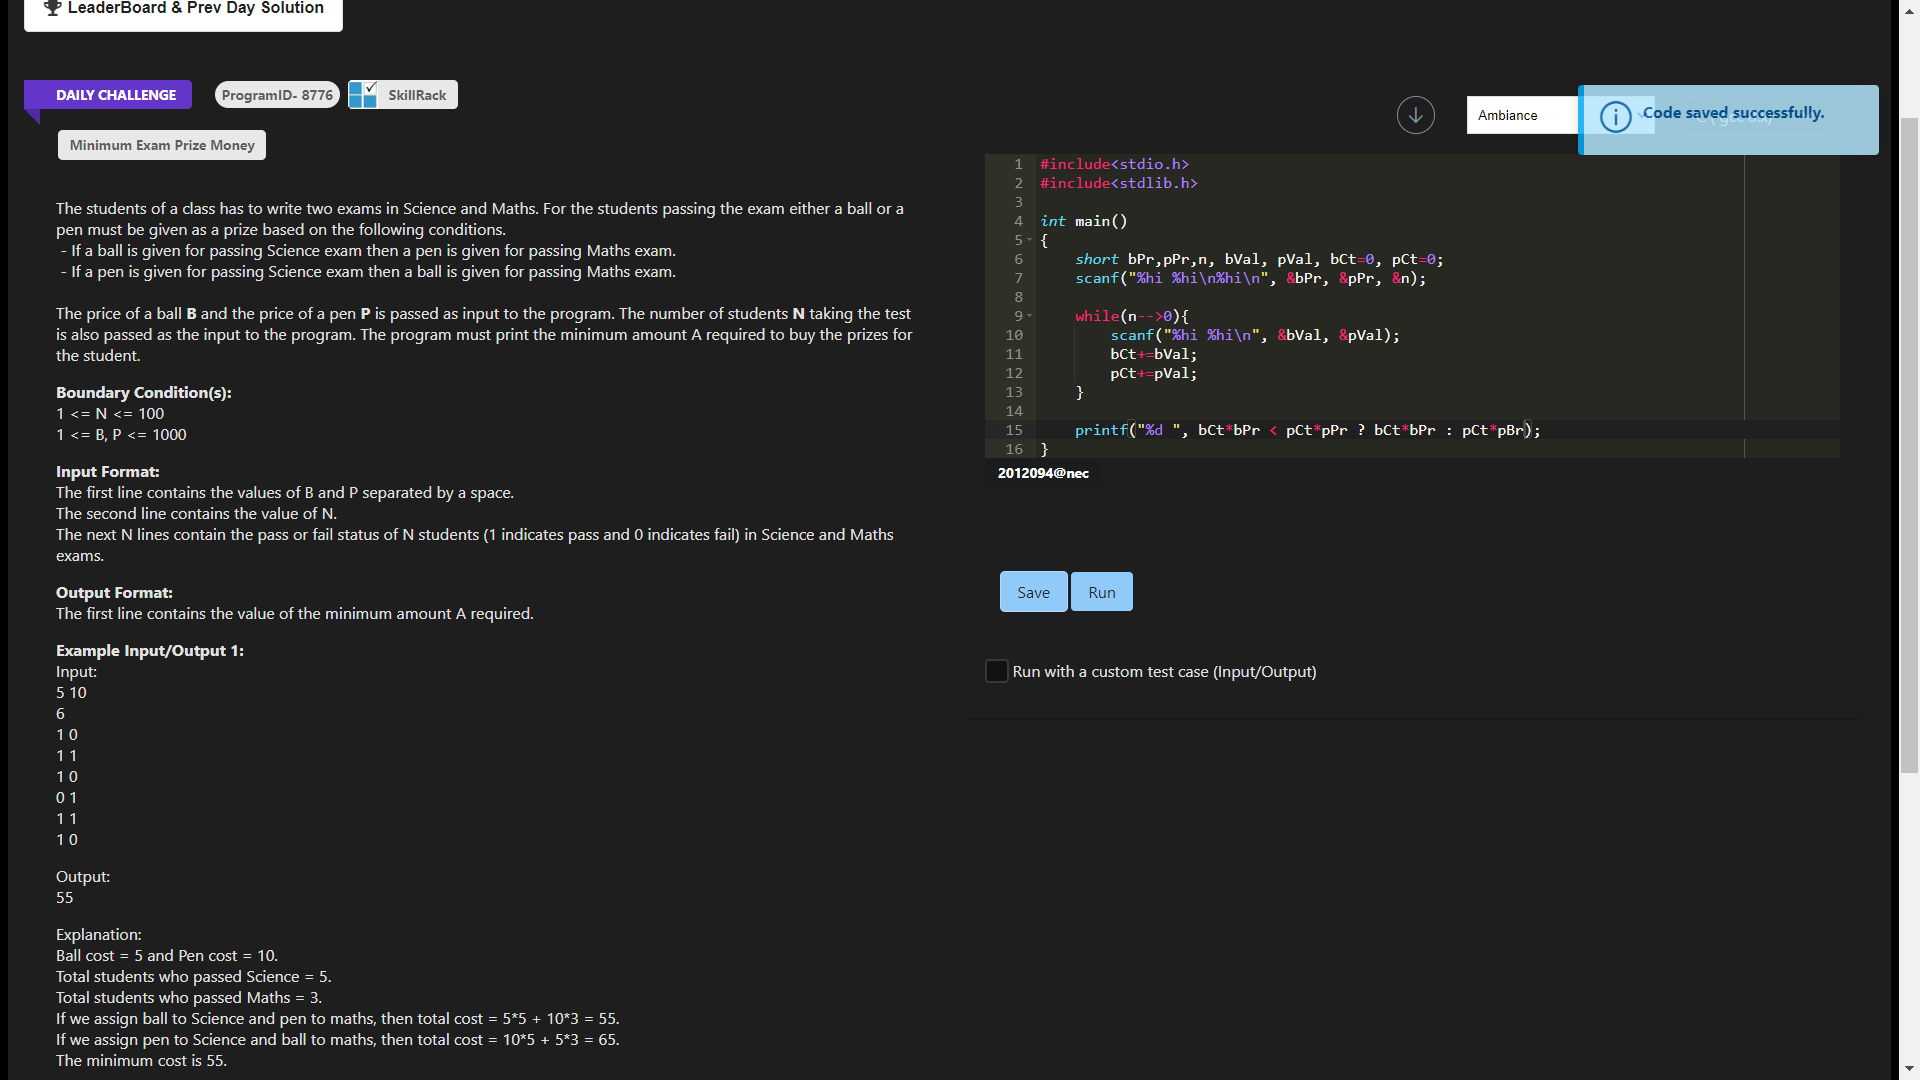 LeaderBoard & Prev Day Solution
DAILY CHALLENGE
ProgramID- 8776
SkillRack
Minimum Exam Prize Money
The students of a class has to write two exams in Science and Maths. For the students passing the exam either a ball or a
pen must be given as a prize based on the following conditions.
- If a ball is given for passing Science exam then a pen is given for passing Maths exam.
- If a pen is given for passing Science exam then a ball is given for passing Maths exam.
The price of a ball B and the price of a pen P is passed as input to the program. The number of students N taking the test
is also passed as the input to the program. The program must print the minimum amount A required to buy the prizes for
the student.
Boundary Condition(s):
1 <= N <= 100
1 <= B, P <= 1000
Input Format:
The first line contains the values of B and P separated by a space.
The second line contains the value of N.
The next N lines contain the pass or fail status of N students (1 indicates pass and 0 indicates fail) in Science and Maths
exams.
Output Format:
The first line contains the value of the minimum amount A required.
Example Input/Output 1:
Input:
5 10
6
1 0
1 1
1 0
0 1
1 1
1 0
Output:
55
Explanation:
Ball cost = 5 and Pen cost = 10.
Total students who passed Science = 5.
Total students who passed Maths = 3.
If we assign ball to Science and pen to maths, then total cost = 5*5 + 10*3 = 55.
If we assign pen to Science and ball to maths, then total cost = 10*5 + 5*3 = 65.
The minimum cost is 55.
Ambiance
Code saved successfully.
1 #include<stdio.h>
2 #include<stdlib.h>
3
4 int main()
5 {
6 short bPr,pPr,n, bVal, pVal, bCt=0, pCt=0;
7 scanf("%hi %hi\n%hi\n", &bPr, &pPr, &n);
8
9 while(n-->0){
10 scanf("%hi %hi\n", &bVal, &pVal);
11 bCt+=bVal;
12 pCt+=pVal;
13 }
14
15 printf("%d ", bCt*bPr < pCt*pPr ? bCt*bPr : pCt*pBr);
16 }
2012094@nec
Save
Run
Run with a custom test case (Input/Output)